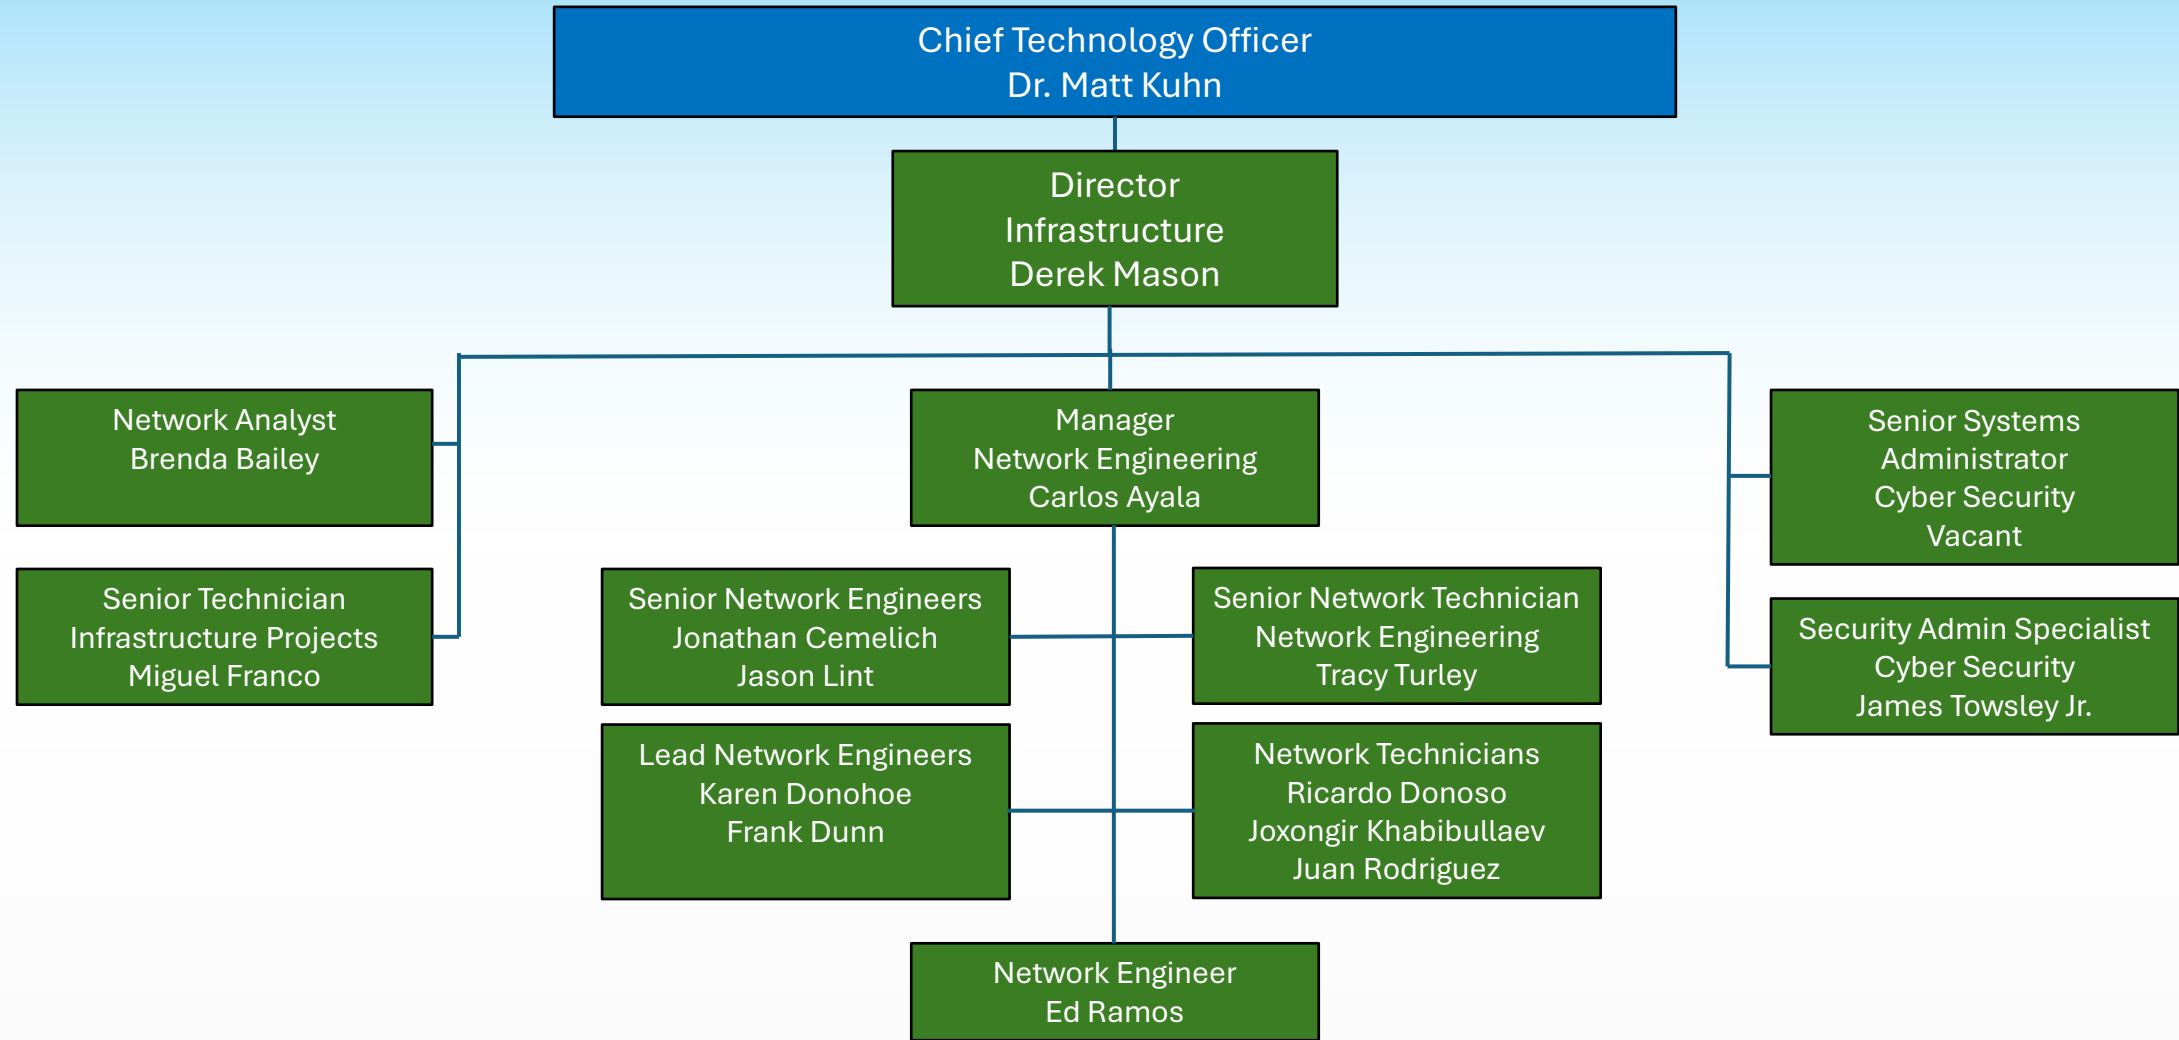 Chief Technology Officer
Dr. Matt Kuhn
Director
Infrastructure
Derek Mason
Network Analyst
Brenda Bailey
Manager
Network Engineering
Carlos Ayala
Senior Systems
Administrator
Cyber Security
Vacant
Senior Technician
Infrastructure Projects
Miguel Franco
Senior Network Engineers
Jonathan Cemelich
Jason Lint
Senior Network Technician
Network Engineering
Tracy Turley
Security Admin Specialist
Cyber Security
James Towsley Jr.
Lead Network Engineers
Karen Donohoe
Frank Dunn
Network Technicians
Ricardo Donoso
Joxongir Khabibullaev
Juan Rodriguez
Network Engineer
Ed Ramos